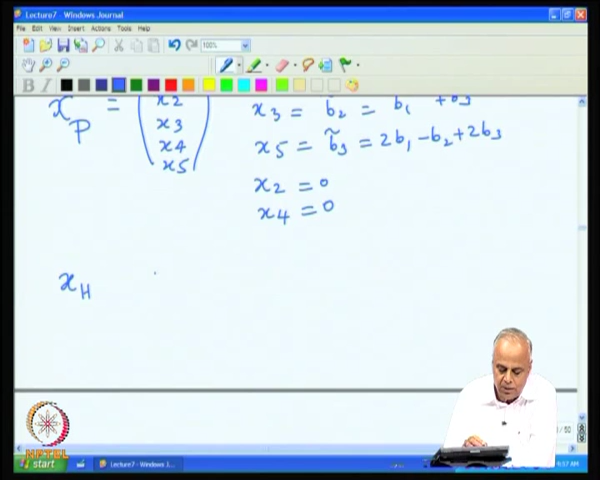 Lecture7 - Windows Journal
File Edit View Insert Actions Tools Help
100%
B I
x_P = ( x2 x3 = b̃2 = b1 + b3
x3
x4 x5 = b̃3 = 2b1 - b2 + 2b3
x5 )
x2 = 0
x4 = 0
x_H
NPTEL
start Lecture7 - Windows J...